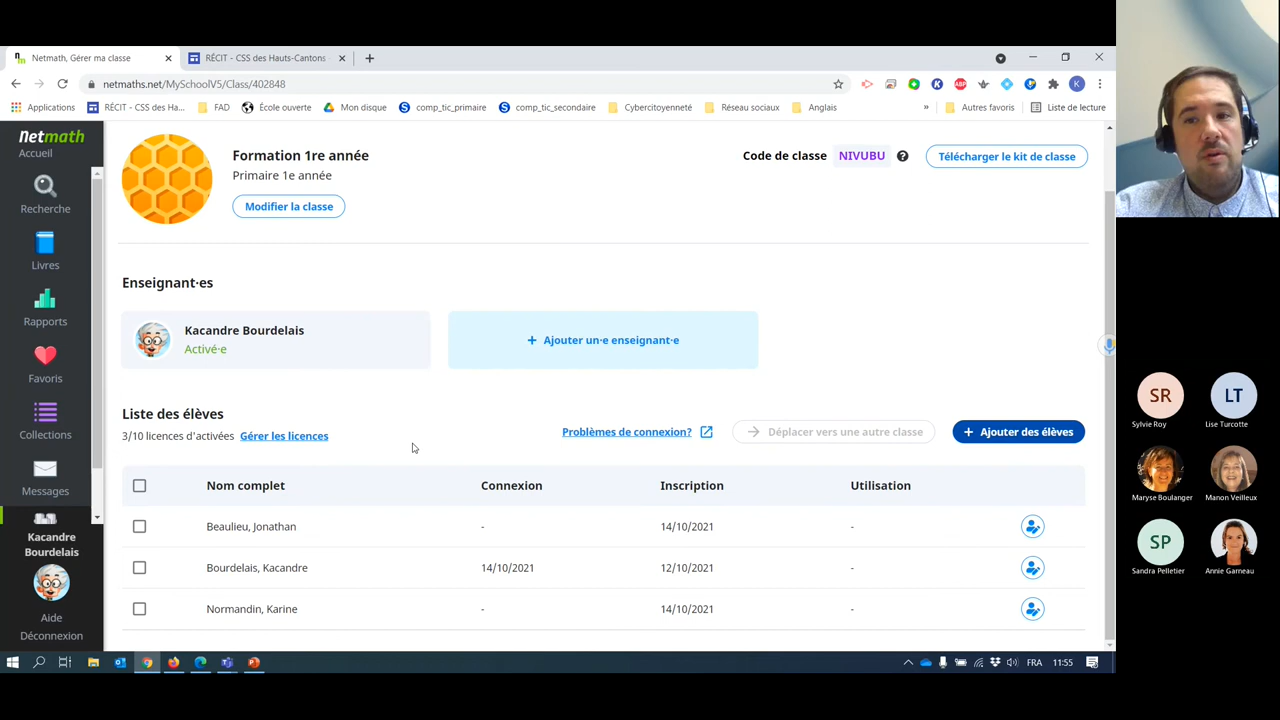 Netmath, Gérer ma classe
RÉCIT - CSS des Hauts-Cantons
netmaths.net/MySchoolV5/Class/402848
K
ABP
K
Applications
RÉCIT - CSS des Ha...
FAD
École ouverte
Mon disque
comp_tic_primaire
comp_tic_secondaire
Cybercitoyenneté
Réseau sociaux
Anglais
»
Autres favoris
Liste de lecture
netmath
Accueil
Recherche
Livres
Rapports
Favoris
Collections
Messages
Kacandre
Bourdelais
Aide
Déconnexion
Formation 1re année
Primaire 1e année
Modifier la classe
Code de classe NIVUBU ?
Télécharger le kit de classe
Enseignant·es
Kacandre Bourdelais
Activé·e
+ Ajouter un·e enseignant·e
Liste des élèves
3/10 licences d'activées Gérer les licences
Problèmes de connexion?
Déplacer vers une autre classe
+ Ajouter des élèves
Nom complet Connexion Inscription Utilisation
Beaulieu, Jonathan - 14/10/2021 -
Bourdelais, Kacandre 14/10/2021 12/10/2021 -
Normandin, Karine - 14/10/2021 -
FRA 11:55
SR
Sylvie Roy
LT
Lise Turcotte
Maryse Boulanger
Manon Veilleux
SP
Sandra Pelletier
Annie Garneau